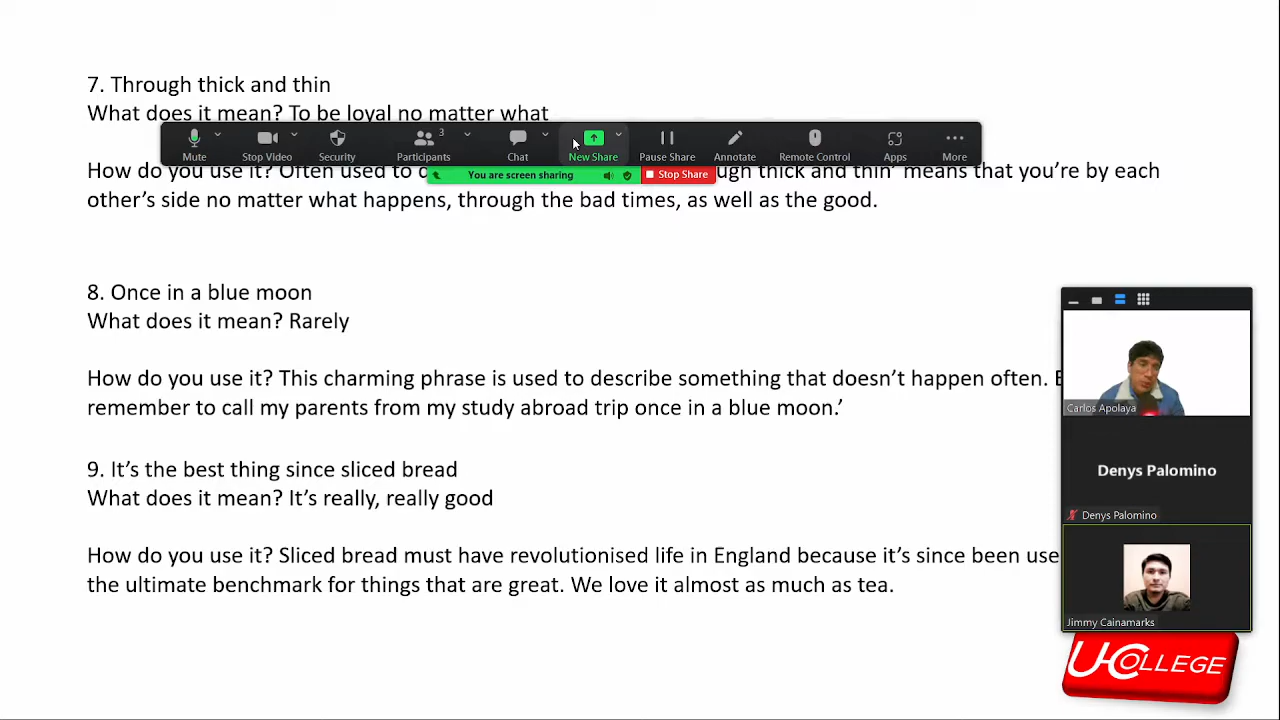 7. Through thick and thin
What does it mean? To be loyal no matter what
Mute
Stop Video
Security
3
Participants
Chat
New Share
Pause Share
Annotate
Remote Control
Apps
More
You are screen sharing
Stop Share
How do you use it? Often used to thick and thin’ means that you’re by each
other’s side no matter what happens, through the bad times, as well as the good.
8. Once in a blue moon
What does it mean? Rarely
How do you use it? This charming phrase is used to describe something that doesn’t happen often.
remember to call my parents from my study abroad trip once in a blue moon.’
9. It’s the best thing since sliced bread
What does it mean? It’s really, really good
How do you use it? Sliced bread must have revolutionised life in England because it’s since been
the ultimate benchmark for things that are great. We love it almost as much as tea.
Carlos Apolaya
Denys Palomino
Denys Palomino
Jimmy Cainamarks
U-COLLEGE